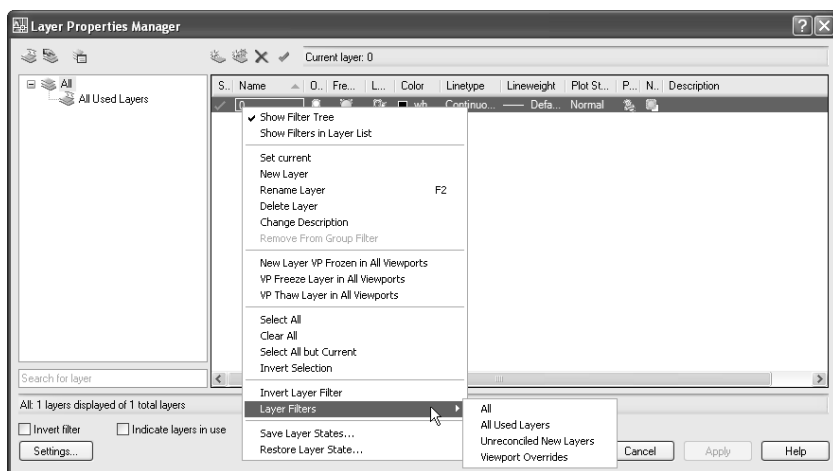 Layer Properties Manager
Current layer: 0
All
All Used Layers
S.. Name O.. Fre... L... Color Linetype Lineweight Plot St... P... N.. Description
0 wh Continuo... Defa... Normal
Show Filter Tree
Show Filters in Layer List
Set current
New Layer
Rename Layer F2
Delete Layer
Change Description
Remove From Group Filter
New Layer VP Frozen in All Viewports
VP Freeze Layer in All Viewports
VP Thaw Layer in All Viewports
Select All
Clear All
Select All but Current
Invert Selection
Invert Layer Filter
Layer Filters
Save Layer States...
Restore Layer State...
All
All Used Layers
Unreconciled New Layers
Viewport Overrides
Search for layer
All: 1 layers displayed of 1 total layers
Invert filter Indicate layers in use
Settings... Cancel Apply Help